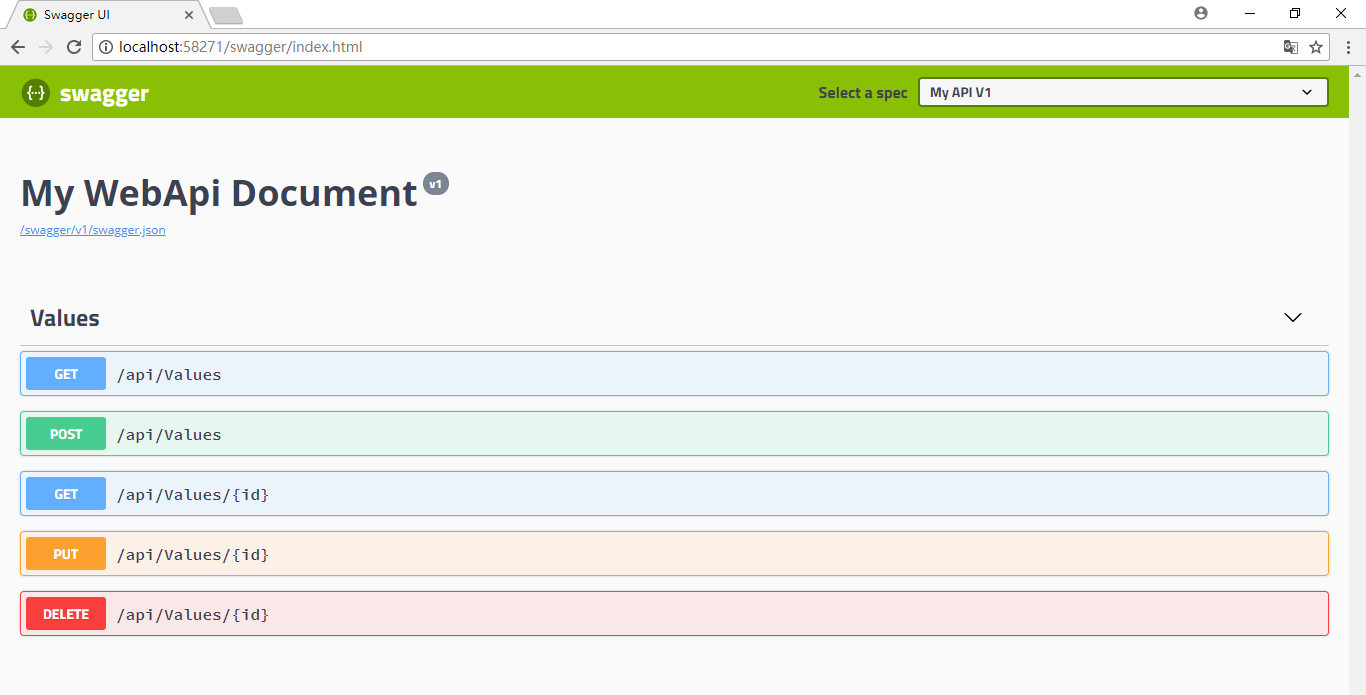 Swagger UI
localhost:58271/swagger/index.html
{··} swagger
Select a spec
My API V1
My WebApi Document v1
/swagger/v1/swagger.json
Values
GET /api/Values
POST /api/Values
GET /api/Values/{id}
PUT /api/Values/{id}
DELETE /api/Values/{id}